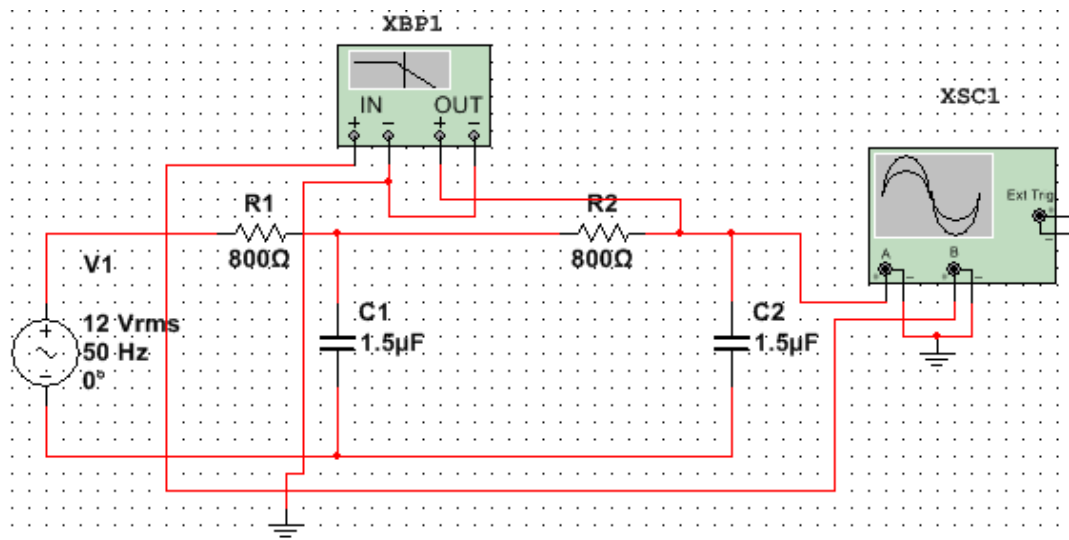 XBP1
IN OUT
+ − + −
XSC1
Ext Trig
+
−
A B
+ − + −
R1
800Ω
R2
800Ω
V1
12 Vrms
50 Hz
0°
+
−
C1
1.5µF
C2
1.5µF